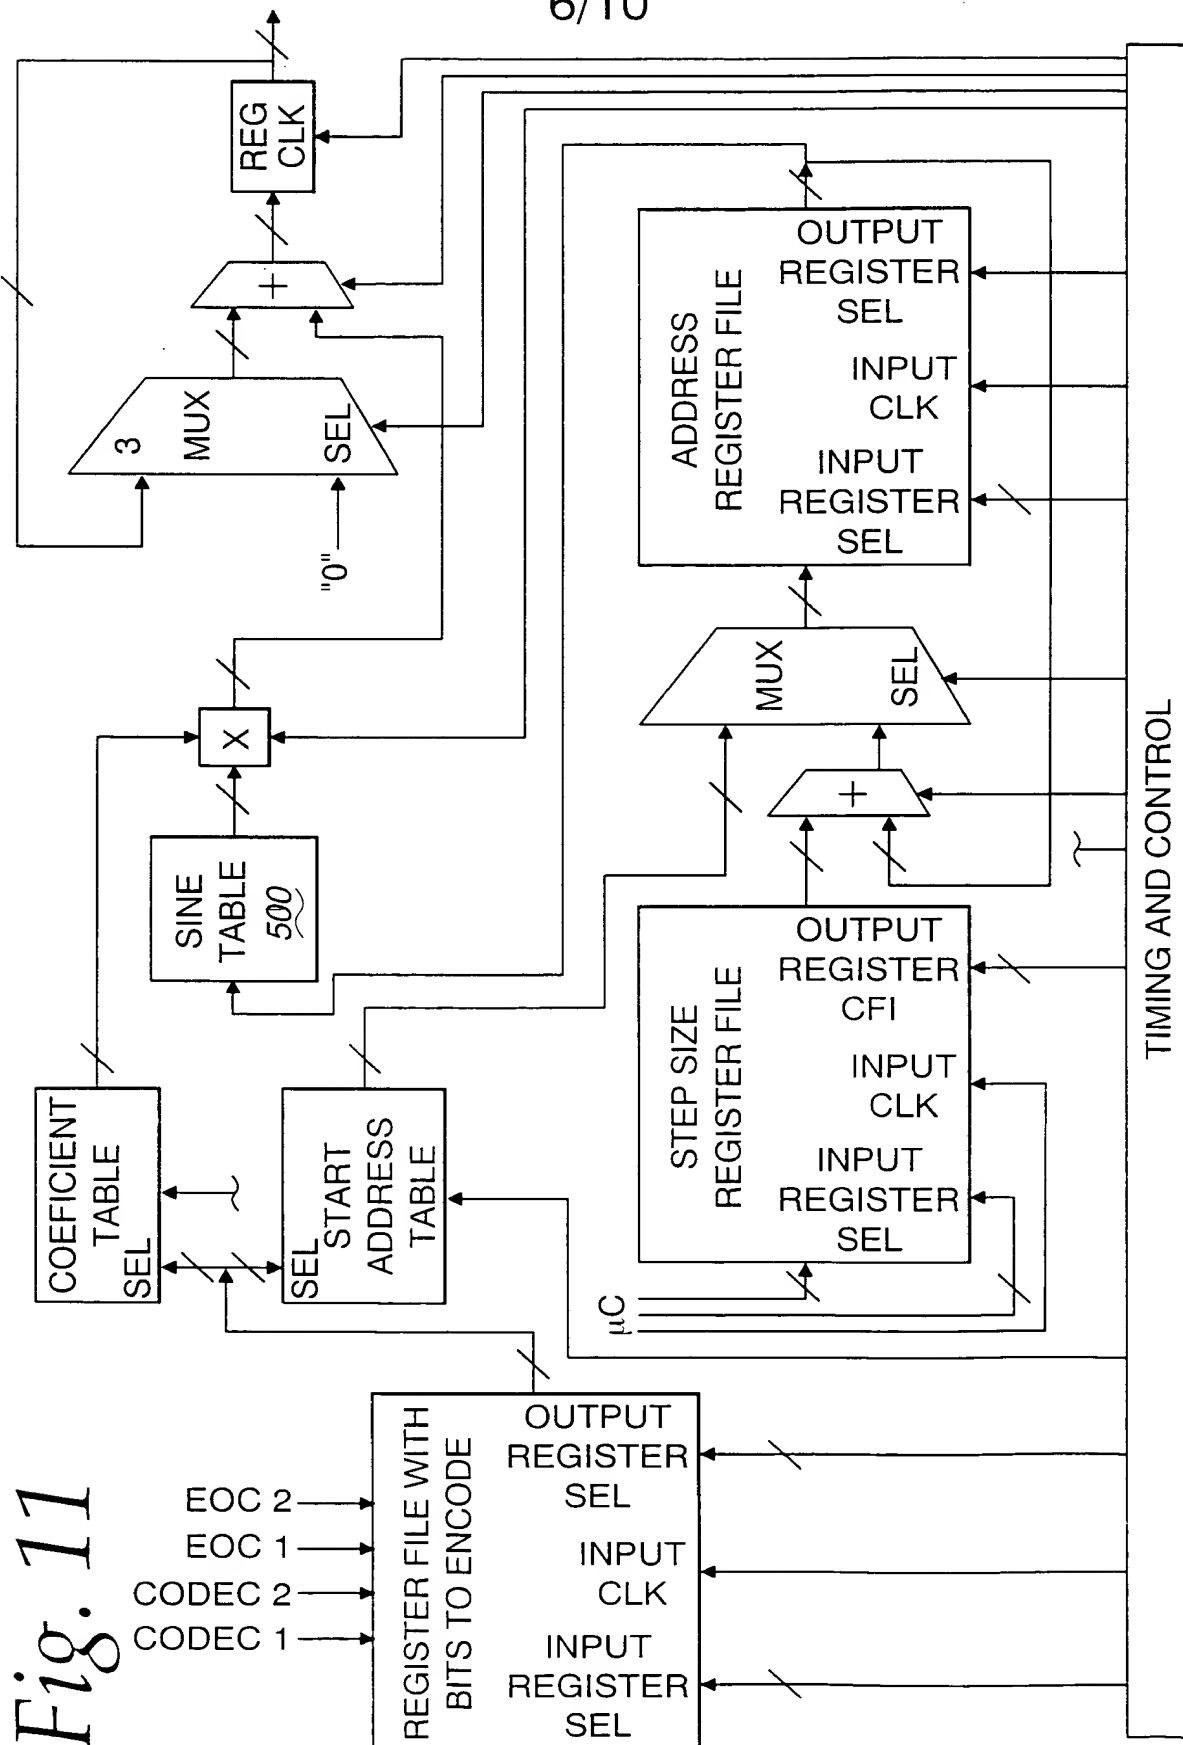 6/10
REG
CLK
+
3
MUX
SEL
"0"
X
SINE
TABLE
500
COEFICIENT
TABLE
SEL
START
ADDRESS
TABLE
SEL
ADDRESS
REGISTER FILE
OUTPUT
REGISTER
SEL
INPUT
CLK
INPUT
REGISTER
SEL
MUX
SEL
+
STEP SIZE
REGISTER FILE
OUTPUT
REGISTER
CFI
INPUT
CLK
INPUT
REGISTER
SEL
µC
EOC 2
EOC 1
CODEC 2
CODEC 1
REGISTER FILE WITH
BITS TO ENCODE
OUTPUT
REGISTER
SEL
INPUT
CLK
INPUT
REGISTER
SEL
TIMING AND CONTROL
Fig. 11